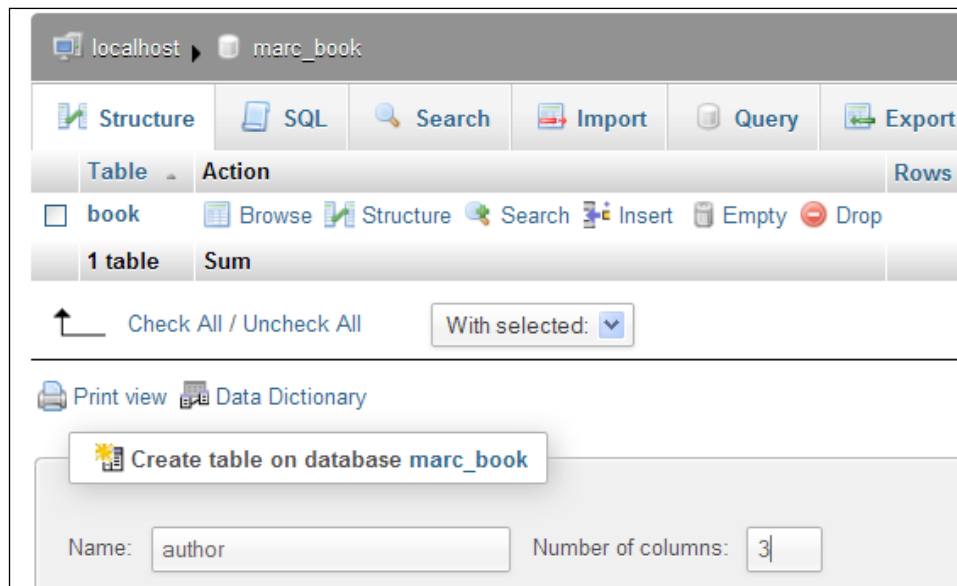 localhost marc_book
Structure SQL Search Import Query Export
Table Action Rows
book Browse Structure Search Insert Empty Drop
1 table Sum
Check All / Uncheck All With selected:
Print view Data Dictionary
Create table on database marc_book
Name: author Number of columns: 3